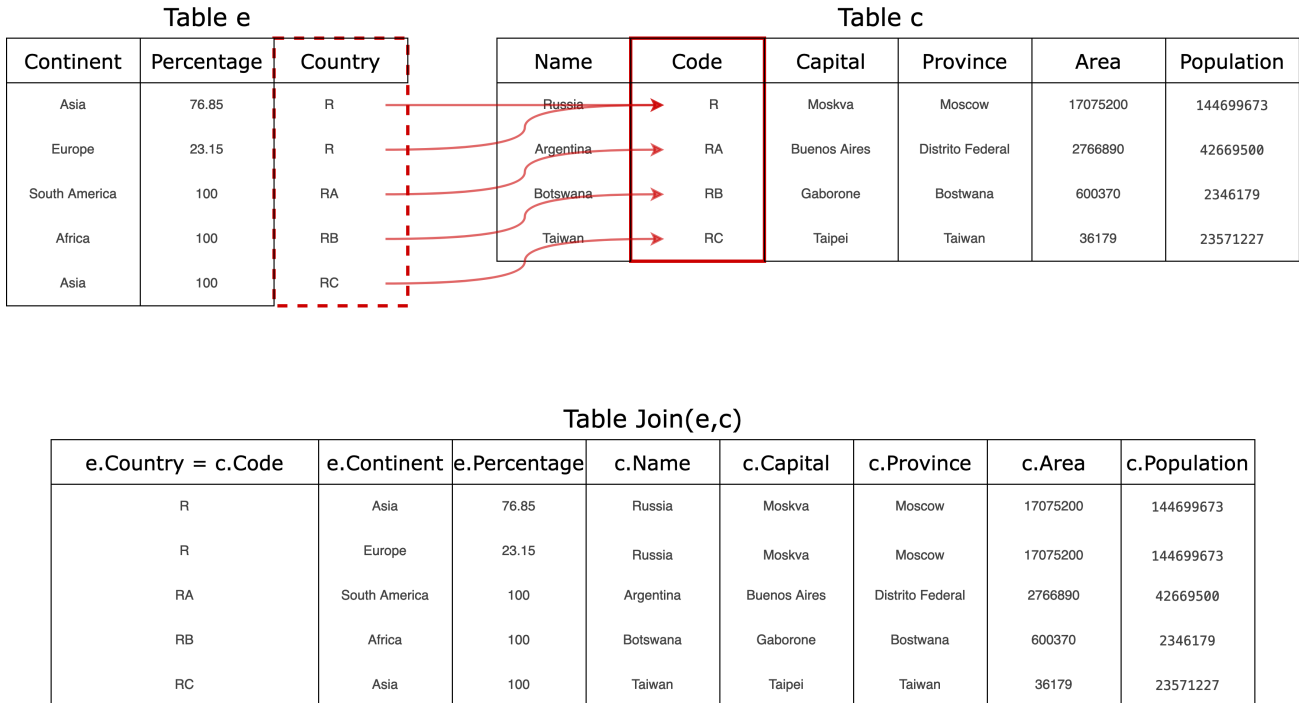 Table e Table c
Continent Percentage Country Name Code Capital Province Area Population
Asia 76.85 R Russia R Moskva Moscow 17075200 144699673
Europe 23.15 R Argentina RA Buenos Aires Distrito Federal 2766890 42669500
South America 100 RA Botswana RB Gaborone Bostwana 600370 2346179
Africa 100 RB Taiwan RC Taipei Taiwan 36179 23571227
Asia 100 RC
Table Join(e,c)
e.Country = c.Code e.Continent e.Percentage c.Name c.Capital c.Province c.Area c.Population
R Asia 76.85 Russia Moskva Moscow 17075200 144699673
R Europe 23.15 Russia Moskva Moscow 17075200 144699673
RA South America 100 Argentina Buenos Aires Distrito Federal 2766890 42669500
RB Africa 100 Botswana Gaborone Bostwana 600370 2346179
RC Asia 100 Taiwan Taipei Taiwan 36179 23571227